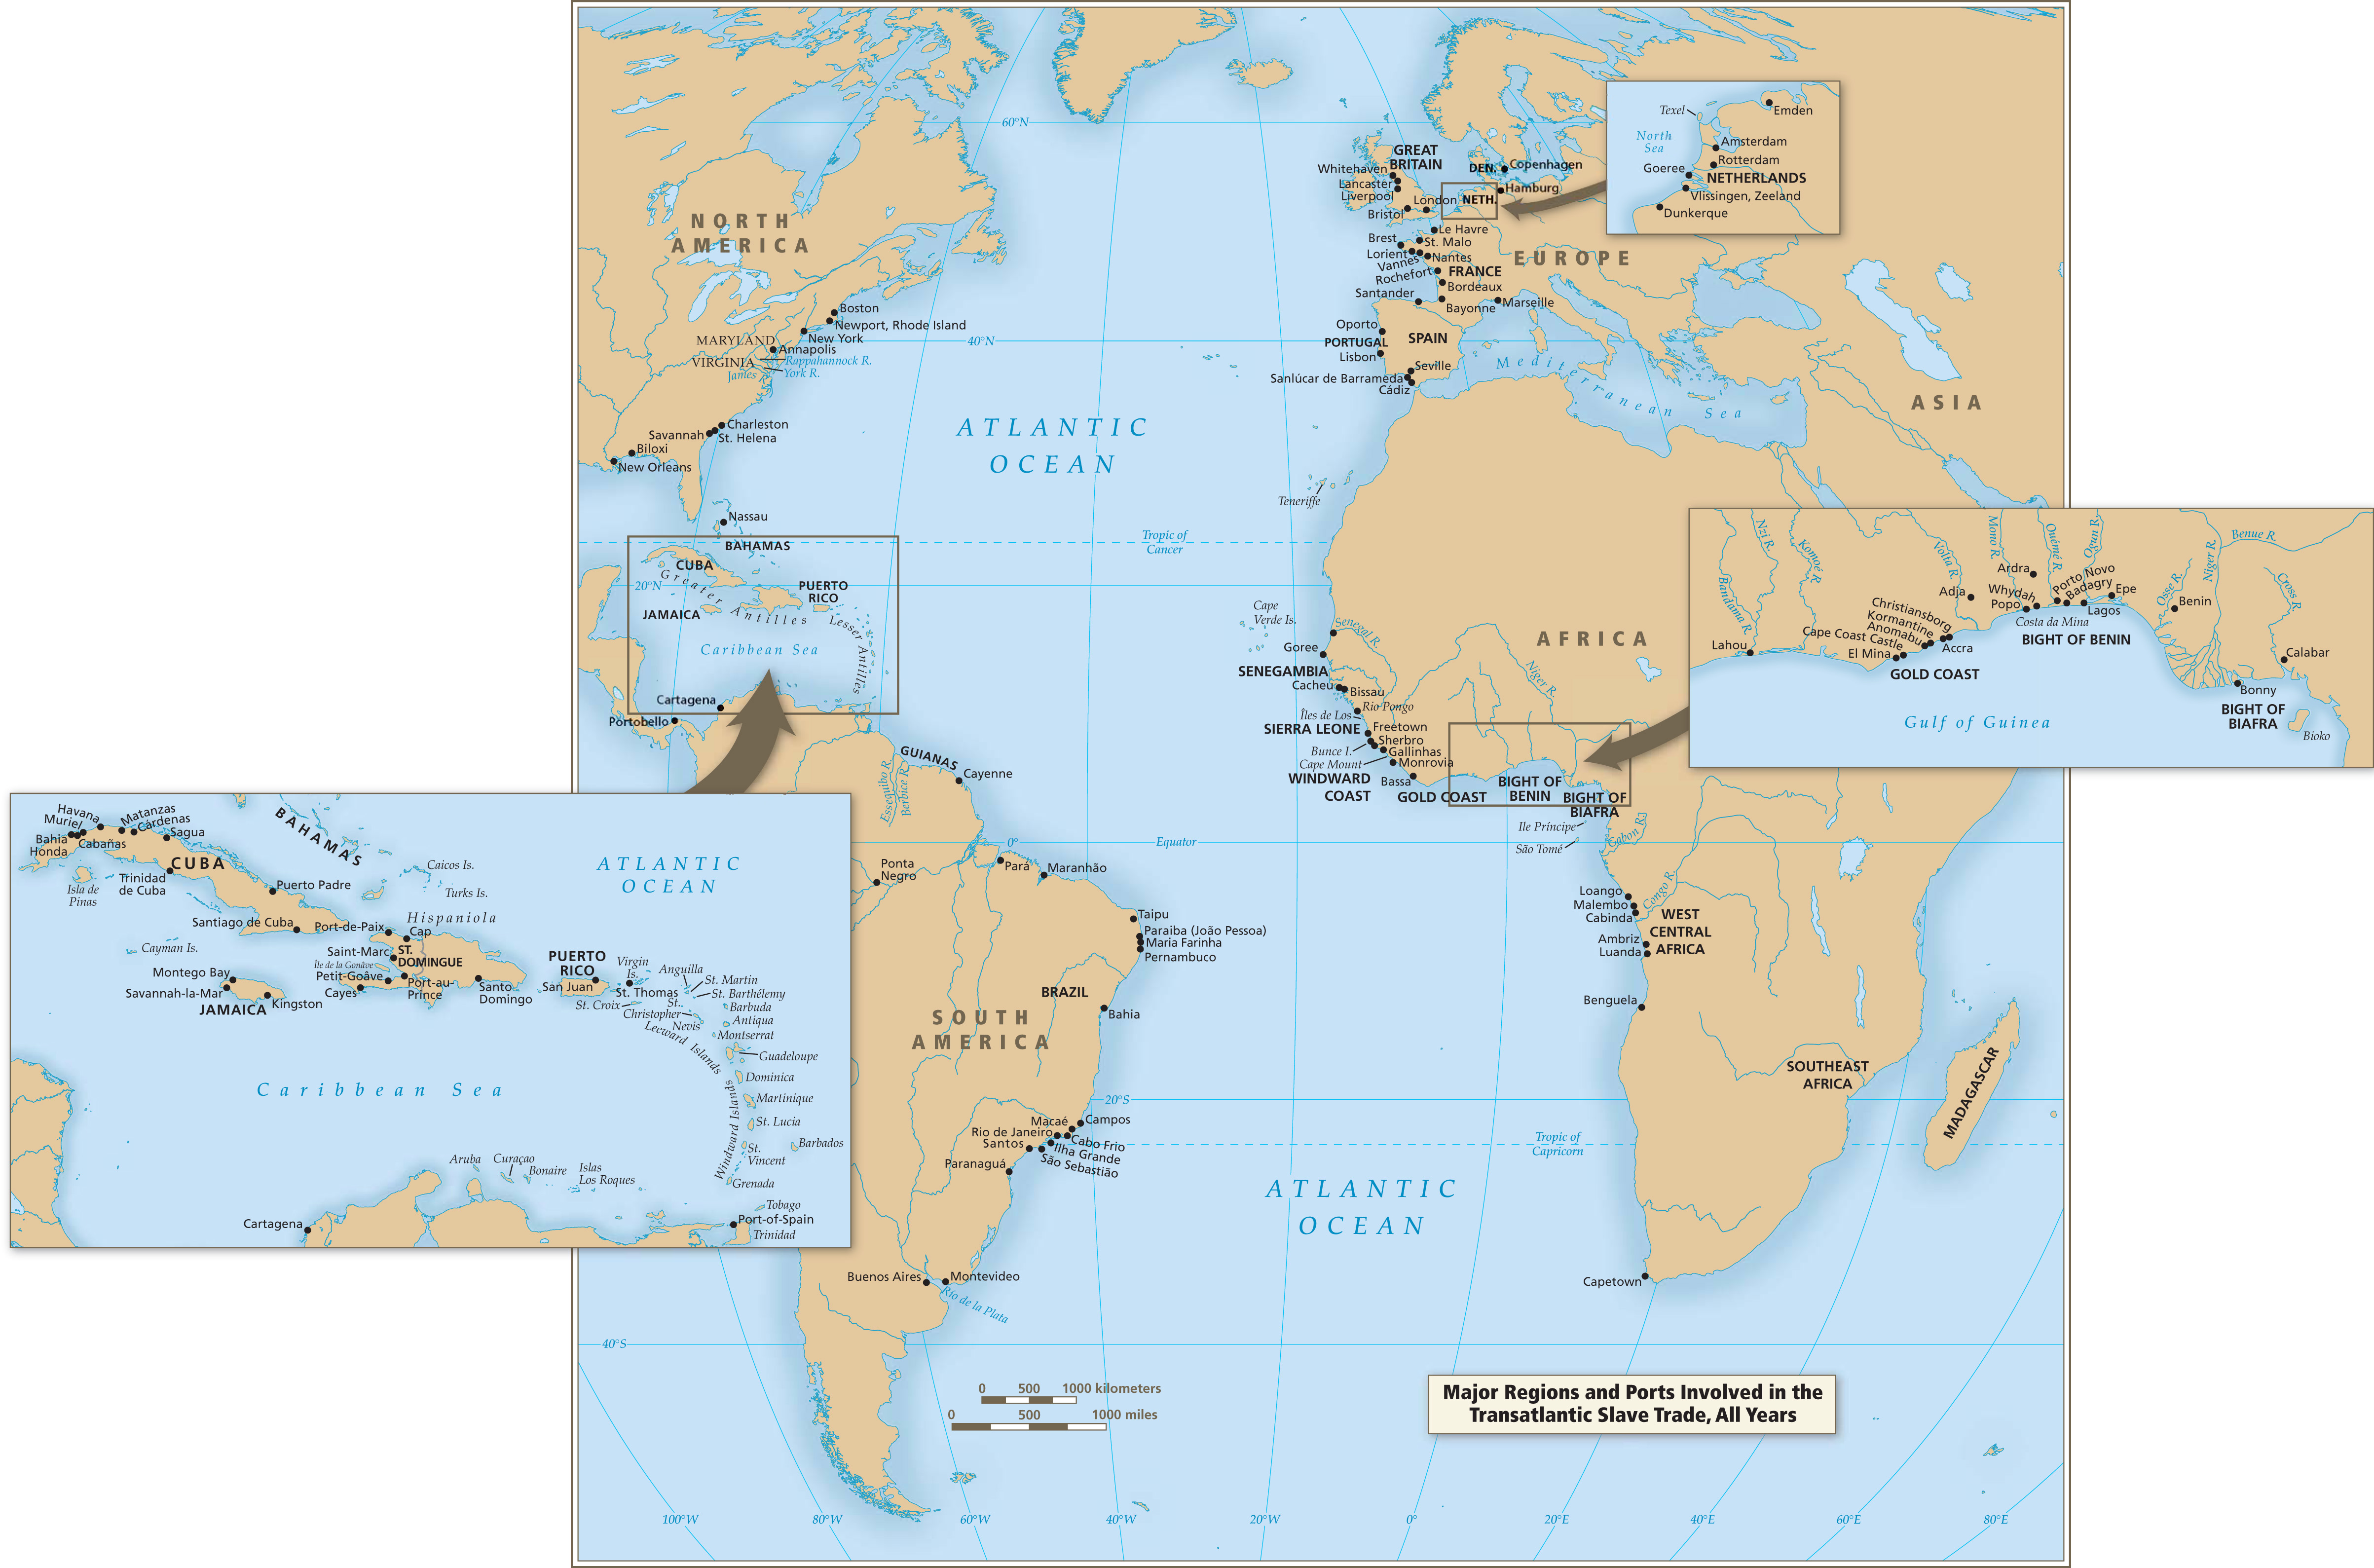 60°N
GREAT
BRITAIN
Whitehaven
Lancaster
Liverpool
London
Bristol
DEN.
Copenhagen
Hamburg
NETH.
Texel
Emden
North
Sea
Amsterdam
Rotterdam
Goeree
NETHERLANDS
Vlissingen, Zeeland
Dunkerque
NORTH
AMERICA
EUROPE
Le Havre
Brest
St. Malo
Lorient
Vannes
Nantes
Rochefort
FRANCE
Bordeaux
Santander
Bayonne
Marseille
Oporto
PORTUGAL
SPAIN
Lisbon
Seville
Sanlúcar de Barrameda
Cádiz
Mediterranean Sea
ASIA
Boston
Newport, Rhode Island
New York
MARYLAND
Annapolis
VIRGINIA
Rappahannock R.
James R.
York R.
40°N
Charleston
Savannah
St. Helena
Biloxi
New Orleans
ATLANTIC
OCEAN
Teneriffe
Nassau
BAHAMAS
Tropic of
Cancer
CUBA
20°N
Greater Antilles
PUERTO
RICO
JAMAICA
Lesser Antilles
Caribbean Sea
Cartagena
Portobello
Cape
Verde Is.
Senegal R.
Goree
SENEGAMBIA
Cacheu
Bissau
Rio Pongo
Îles de Los
SIERRA LEONE
Freetown
Sherbro
Bunce I.
Gallinhas
Cape Mount
Monrovia
WINDWARD
COAST
Bassa
GOLD COAST
BIGHT OF
BENIN
BIGHT OF
BIAFRA
AFRICA
Niger R.
Bandama R.
Nzi R.
Komoé R.
Volta R.
Mono R.
Ouémé R.
Ogun R.
Osse R.
Niger R.
Benue R.
Cross R.
Ardra
Adja
Whydah
Popo
Porto Novo
Badagry
Epe
Lagos
Benin
Costa da Mina
BIGHT OF BENIN
Christiansborg
Kormantine
Anomabu
Cape Coast Castle
El Mina
Accra
Lahou
GOLD COAST
Calabar
Bonny
BIGHT OF
BIAFRA
Bioko
Gulf of Guinea
GUIANAS
Essequibo R.
Berbice R.
Cayenne
0°
Equator
Ile Príncipe
São Tomé
Gabon R.
Ponta
Negro
Pará
Maranhão
Taipu
Paraiba (João Pessoa)
Maria Farinha
Pernambuco
BRAZIL
Bahia
SOUTH
AMERICA
Loango
Malembo
Cabinda
Congo R.
WEST
CENTRAL
AFRICA
Ambriz
Luanda
Benguela
SOUTHEAST
AFRICA
MADAGASCAR
Havana
Muriel
Matanzas
Cárdenas
Bahia
Honda
Cabañas
Sagua
CUBA
BAHAMAS
ATLANTIC
OCEAN
Isla de
Pinas
Trinidad
de Cuba
Puerto Padre
Caicos Is.
Turks Is.
Santiago de Cuba
Port-de-Paix
Hispaniola
Cap
Cayman Is.
Saint-Marc
ST.
DOMINGUE
Île de la Gonâve
Petit-Goâve
Port-au-
Prince
Cayes
Santo
Domingo
Montego Bay
Savannah-la-Mar
Kingston
JAMAICA
PUERTO
RICO
San Juan
Virgin
Is.
St. Thomas
St. Croix
Anguilla
St. Martin
St. Barthélemy
St.
Christopher
Barbuda
Nevis
Antiqua
Montserrat
Leeward Islands
Guadeloupe
Dominica
Martinique
St. Lucia
Windward Islands
St.
Vincent
Barbados
Grenada
Caribbean Sea
Aruba
Curaçao
Bonaire
Islas
Los Roques
Tobago
Port-of-Spain
Trinidad
Cartagena
20°S
Macaé
Campos
Rio de Janeiro
Cabo Frio
Santos
Ilha Grande
São Sebastião
Paranaguá
Tropic of
Capricorn
ATLANTIC
OCEAN
Buenos Aires
Montevideo
Río de la Plata
Capetown
40°S
0 500 1000 kilometers
0 500 1000 miles
Major Regions and Ports Involved in the
Transatlantic Slave Trade, All Years
100°W
80°W
60°W
40°W
20°W
0°
20°E
40°E
60°E
80°E